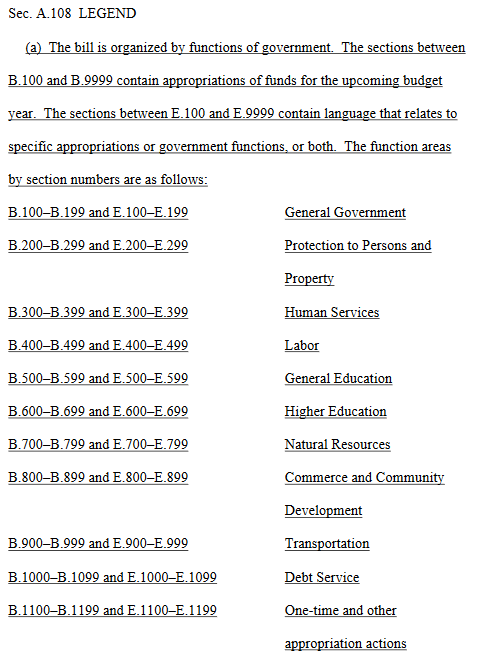 Sec. A.108  LEGEND
(a)  The bill is organized by functions of government.  The sections between
B.100 and B.9999 contain appropriations of funds for the upcoming budget
year.  The sections between E.100 and E.9999 contain language that relates to
specific appropriations or government functions, or both.  The function areas
by section numbers are as follows:
B.100–B.199 and E.100–E.199 General Government
B.200–B.299 and E.200–E.299 Protection to Persons and
Property
B.300–B.399 and E.300–E.399 Human Services
B.400–B.499 and E.400–E.499 Labor
B.500–B.599 and E.500–E.599 General Education
B.600–B.699 and E.600–E.699 Higher Education
B.700–B.799 and E.700–E.799 Natural Resources
B.800–B.899 and E.800–E.899 Commerce and Community
Development
B.900–B.999 and E.900–E.999 Transportation
B.1000–B.1099 and E.1000–E.1099 Debt Service
B.1100–B.1199 and E.1100–E.1199 One-time and other
appropriation actions